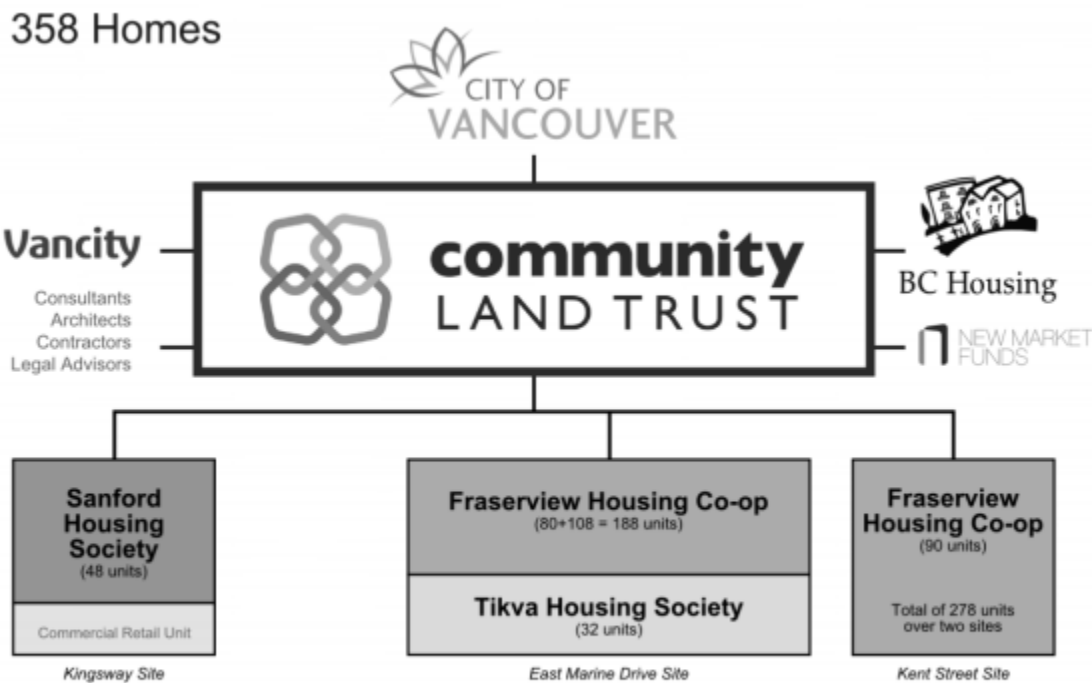 358 Homes
CITY OF
VANCOUVER
Vancity
Consultants
Architects
Contractors
Legal Advisors
community
LAND TRUST
BC Housing
NEW MARKET
FUNDS
Sanford
Housing
Society
(48 units)
Commercial Retail Unit
Kingsway Site
Fraserview Housing Co-op
(80+108 = 188 units)
Tikva Housing Society
(32 units)
East Marine Drive Site
Fraserview
Housing Co-op
(90 units)
Total of 278 units
over two sites
Kent Street Site